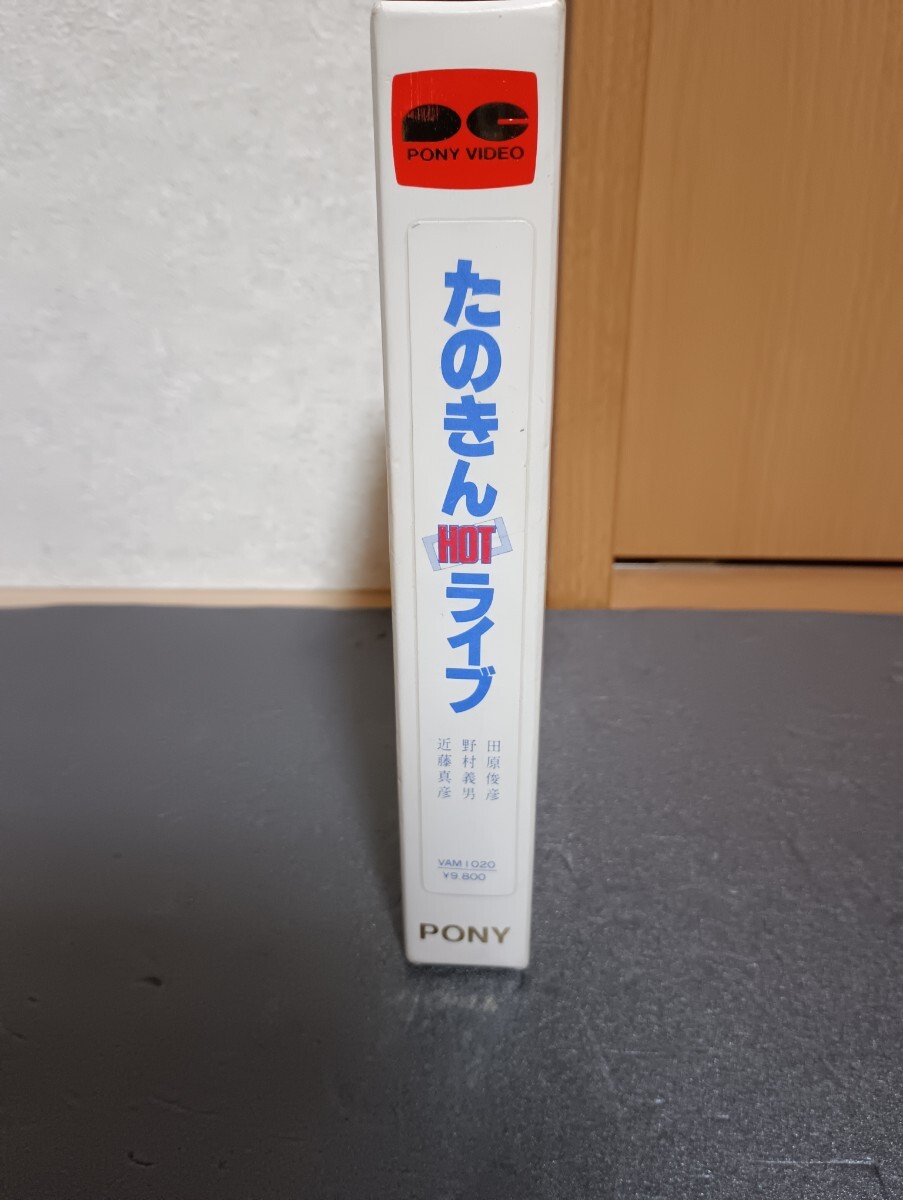 PONY VIDEO
たのきん
HOT
ライブ
田原俊彦
野村義男
近藤真彦
VAM1020
¥9,800
PONY